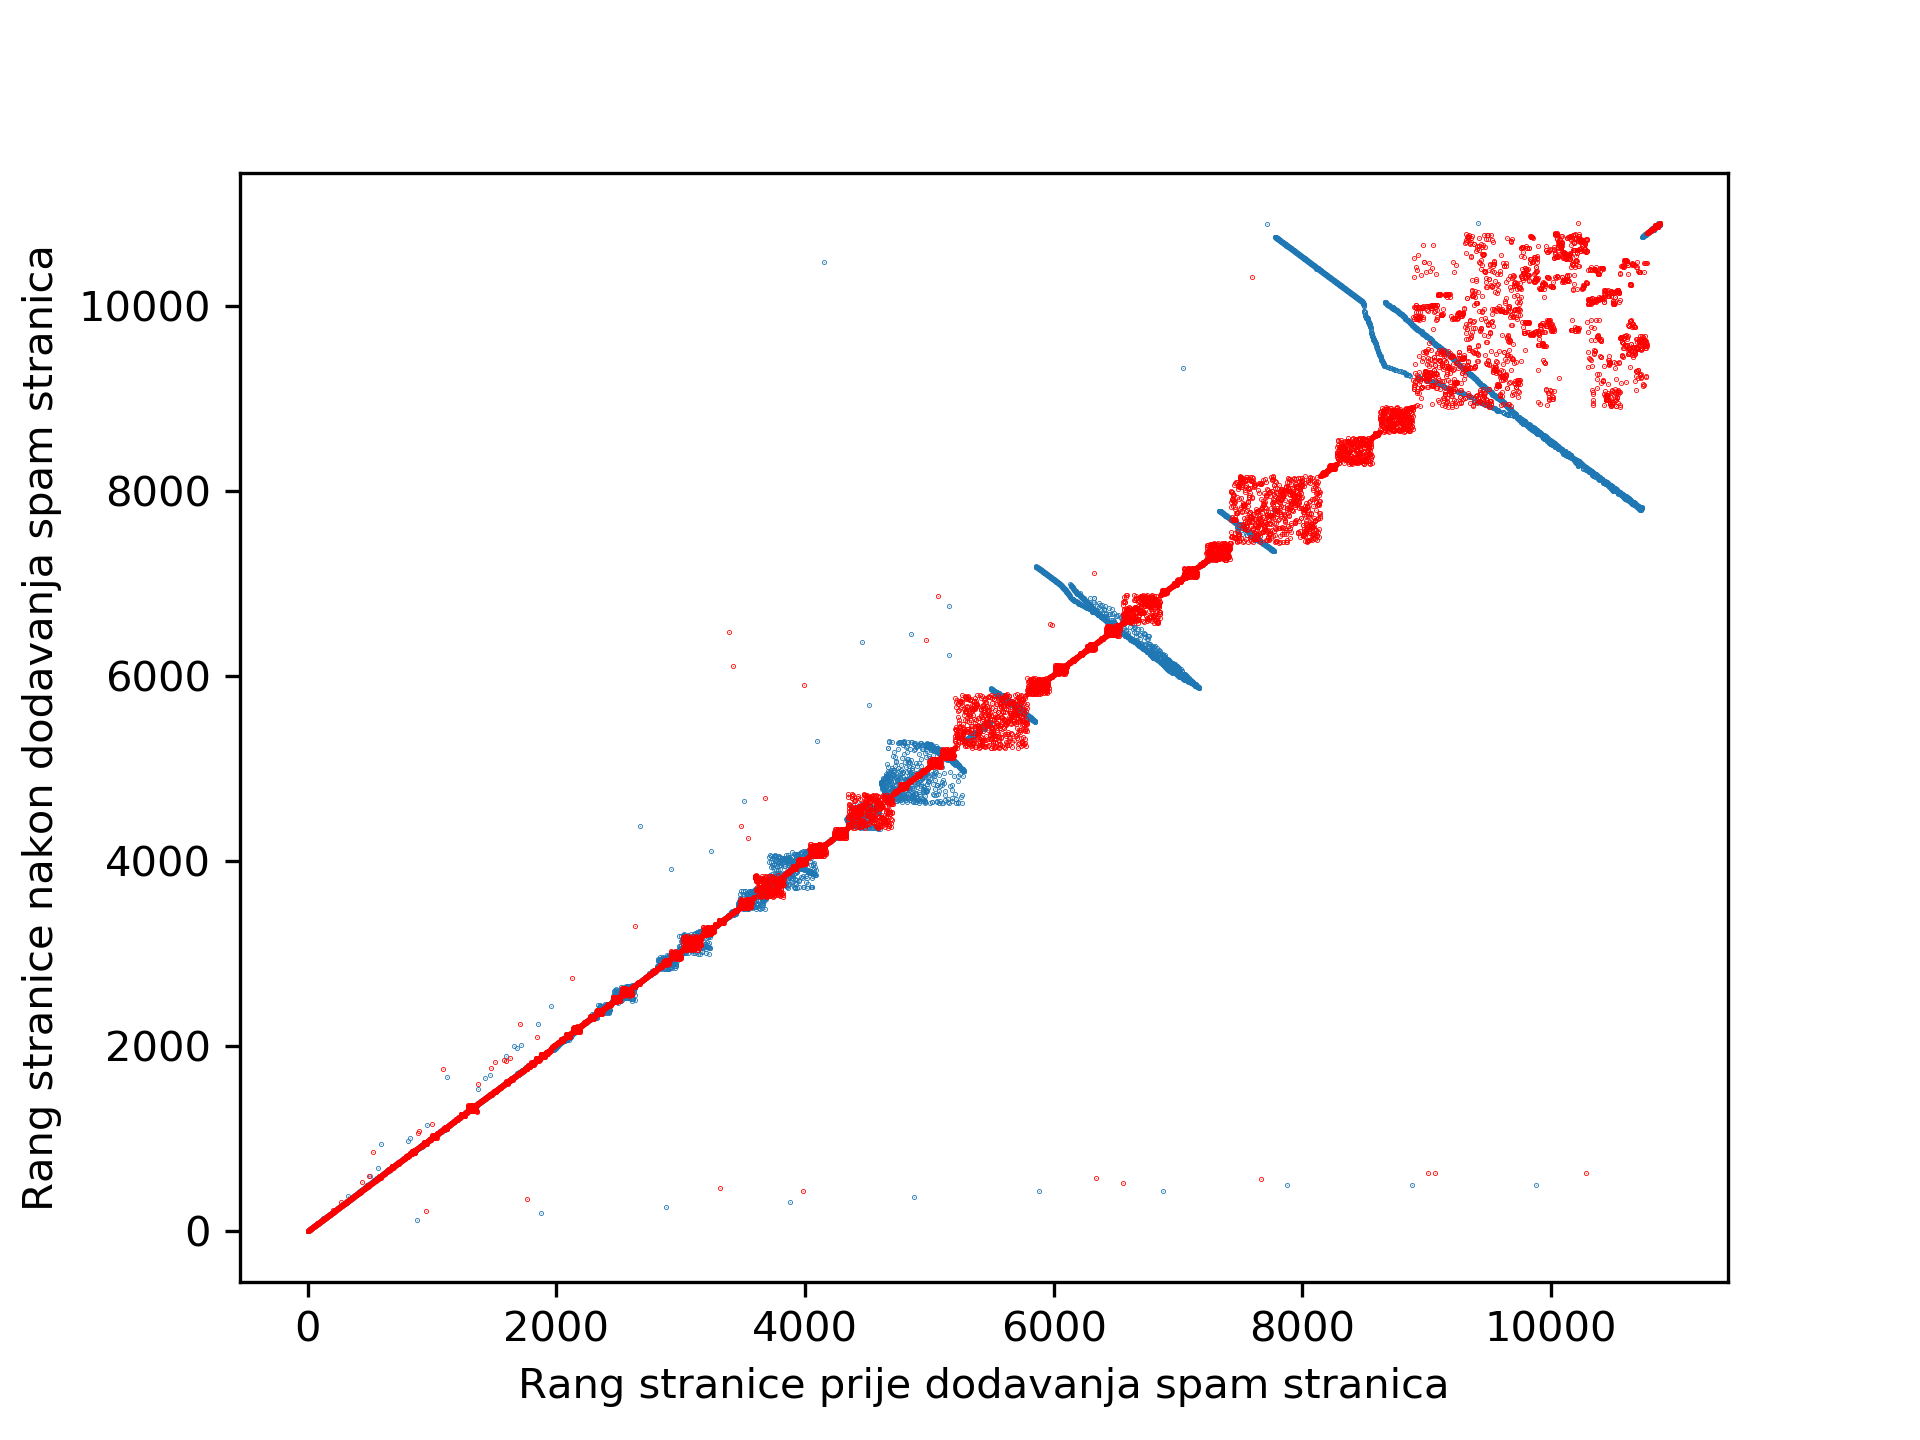 Rang stranice nakon dodavanja spam stranica
10000
8000
6000
4000
2000
0
0 2000 4000 6000 8000 10000
Rang stranice prije dodavanja spam stranica